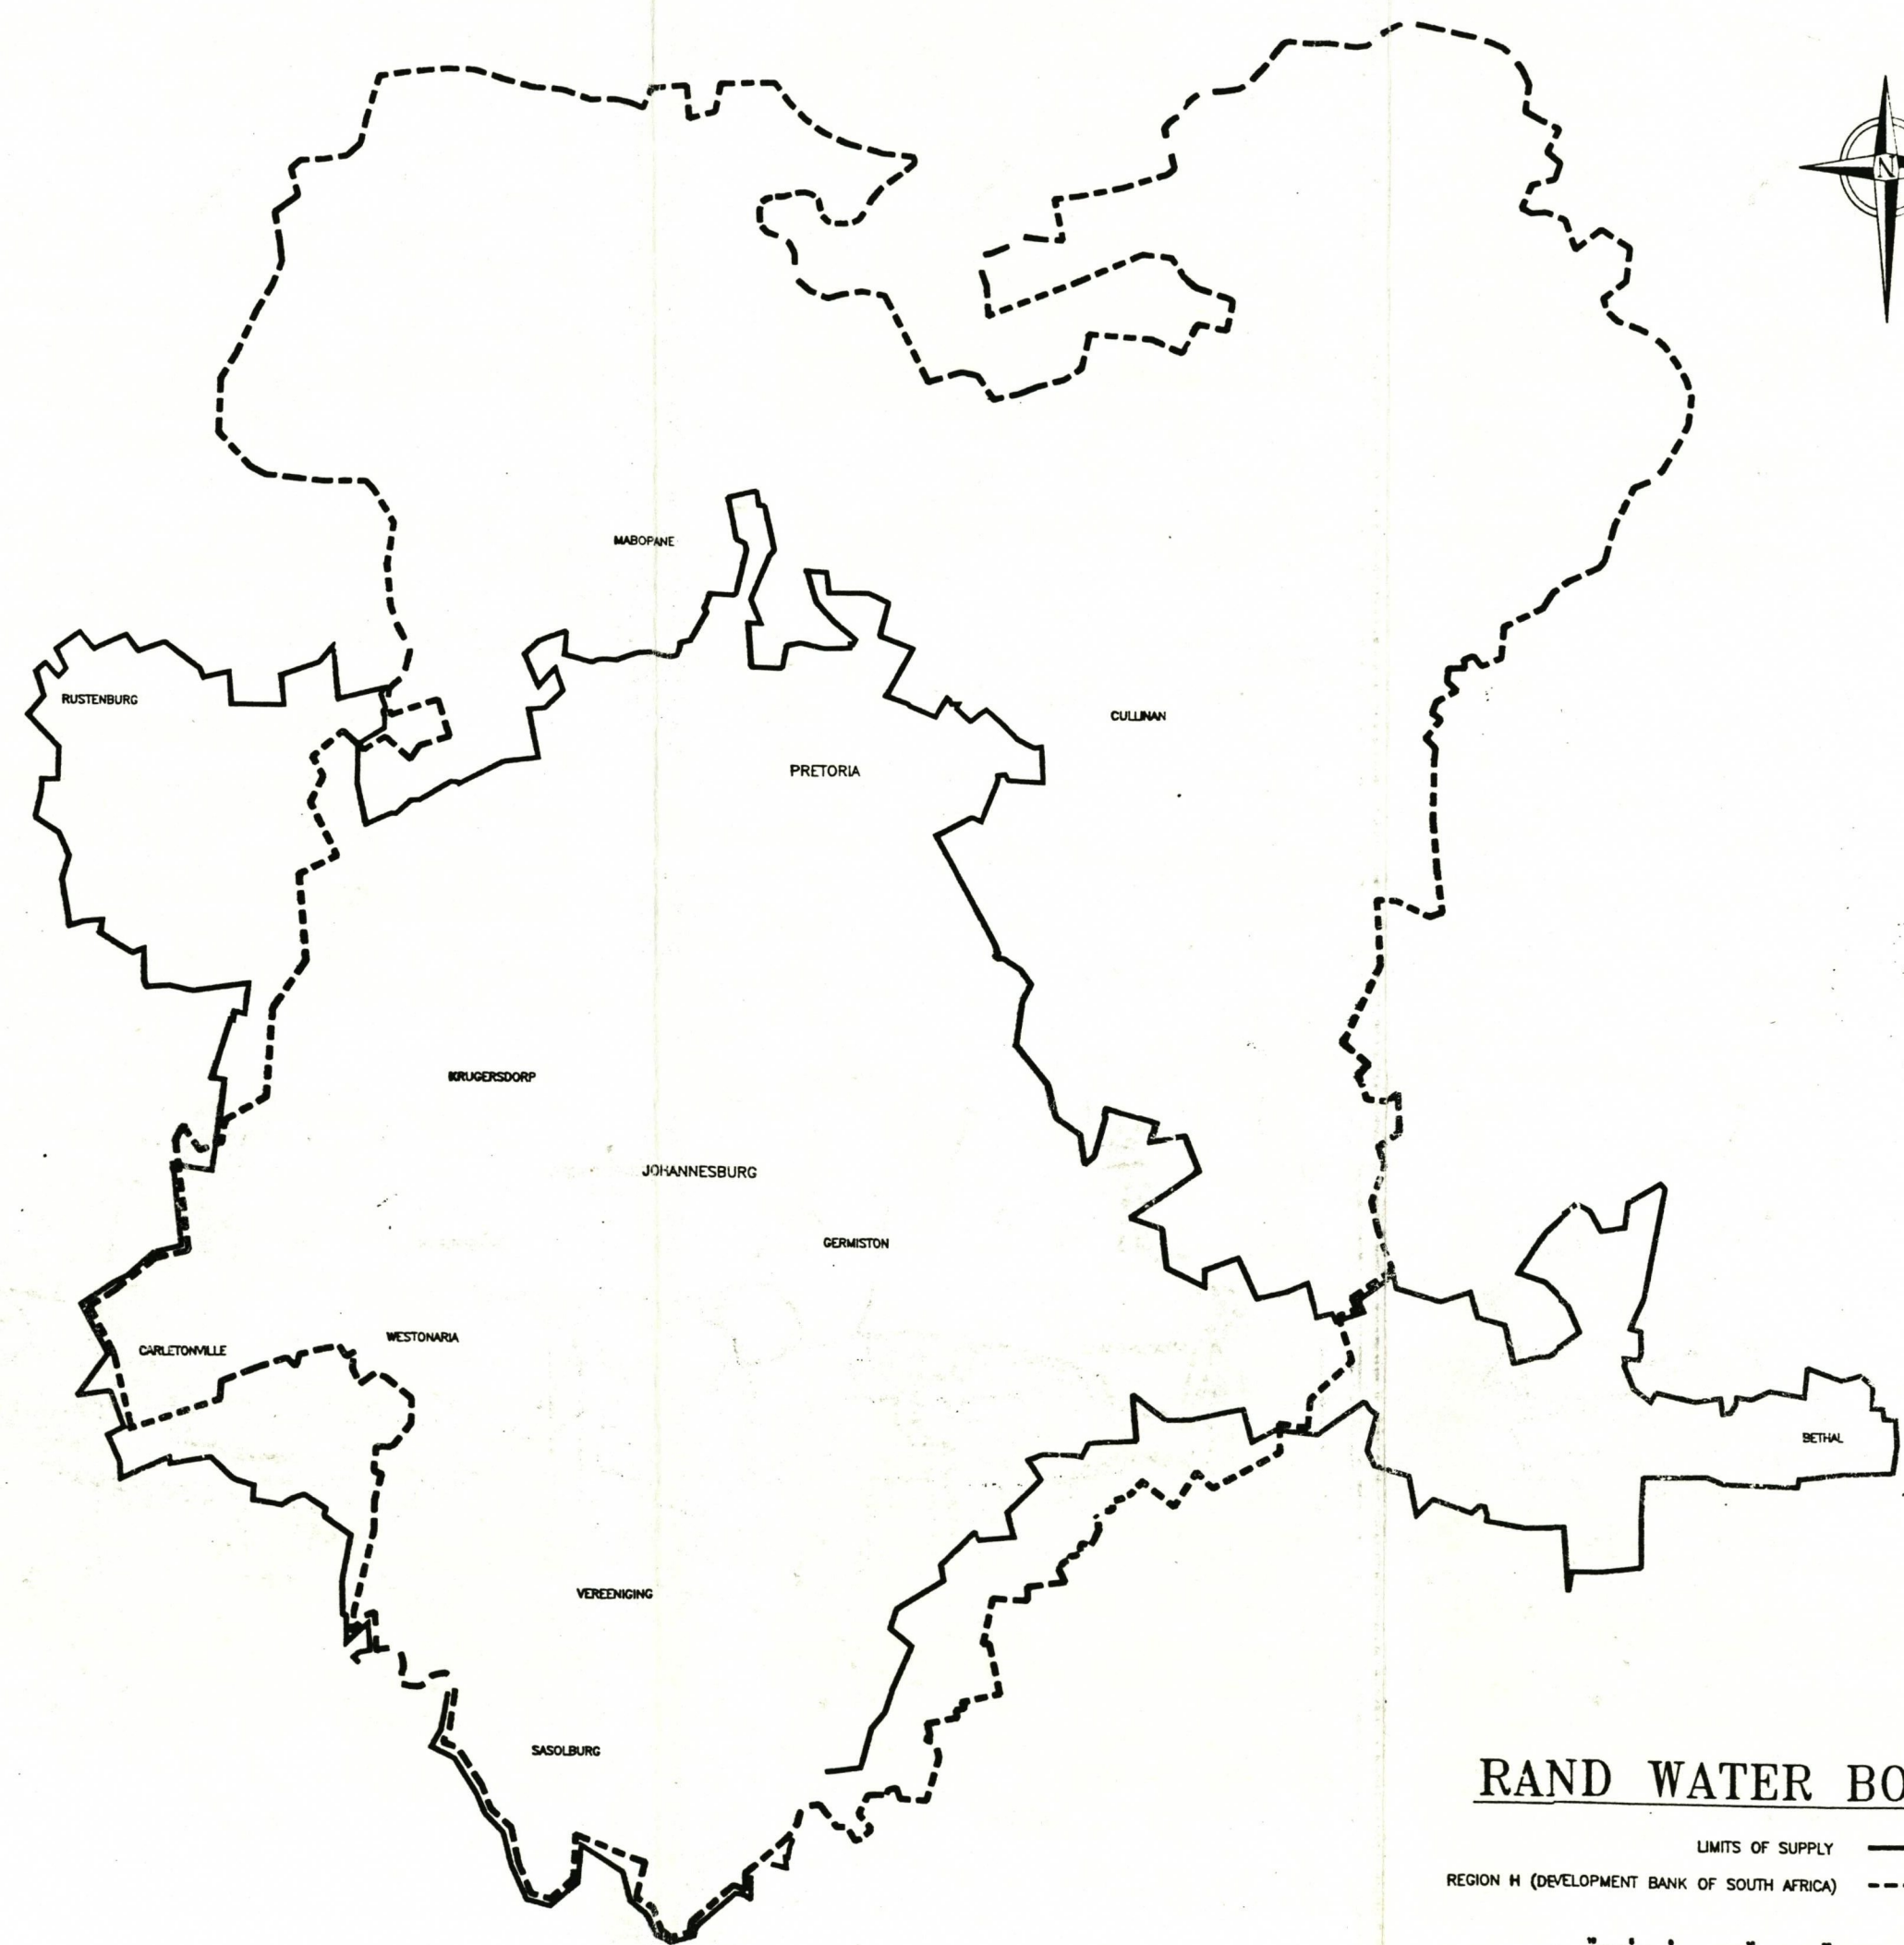 N
MABOPANE
RUSTENBURG
CULLINAN
PRETORIA
KRUGERSDORP
JOHANNESBURG
GERMISTON
WESTONARIA
CARLETONVILLE
BETHAL
VEREENIGING
SASOLBURG
RAND WATER BO
LIMITS OF SUPPLY
REGION H (DEVELOPMENT BANK OF SOUTH AFRICA)